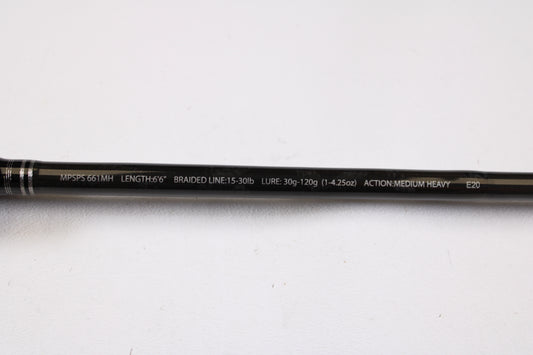 MPSPS 661MH LENGTH:6'6" BRAIDED LINE:15-30lb LURE: 30g-120g (1-4.25oz) ACTION:MEDIUM HEAVY E20